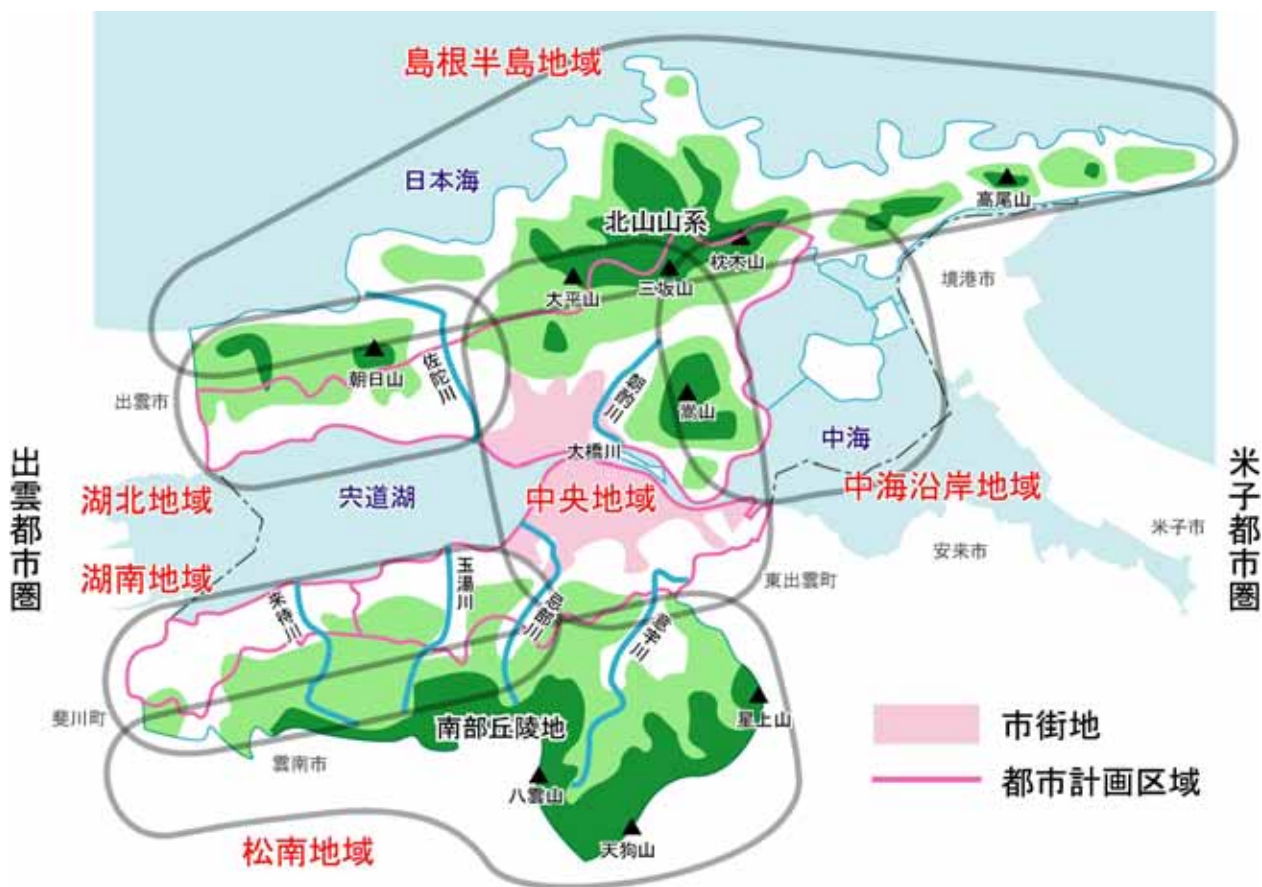 島根半島地域
日本海
高尾山
北山山系
枕木山
境港市
三坂山
大平山
佐陀川
朝日山
朝酌川
出雲市
嵩山
中海
大橋川
出雲都市圏
米子都市圏
湖北地域
宍道湖
中央地域
中海沿岸地域
米子市
安来市
湖南地域
玉湯川
東出雲町
来待川
忌部川
意宇川
星上山
斐川町
南部丘陵地
市街地
雲南市
都市計画区域
八雲山
松南地域
天狗山